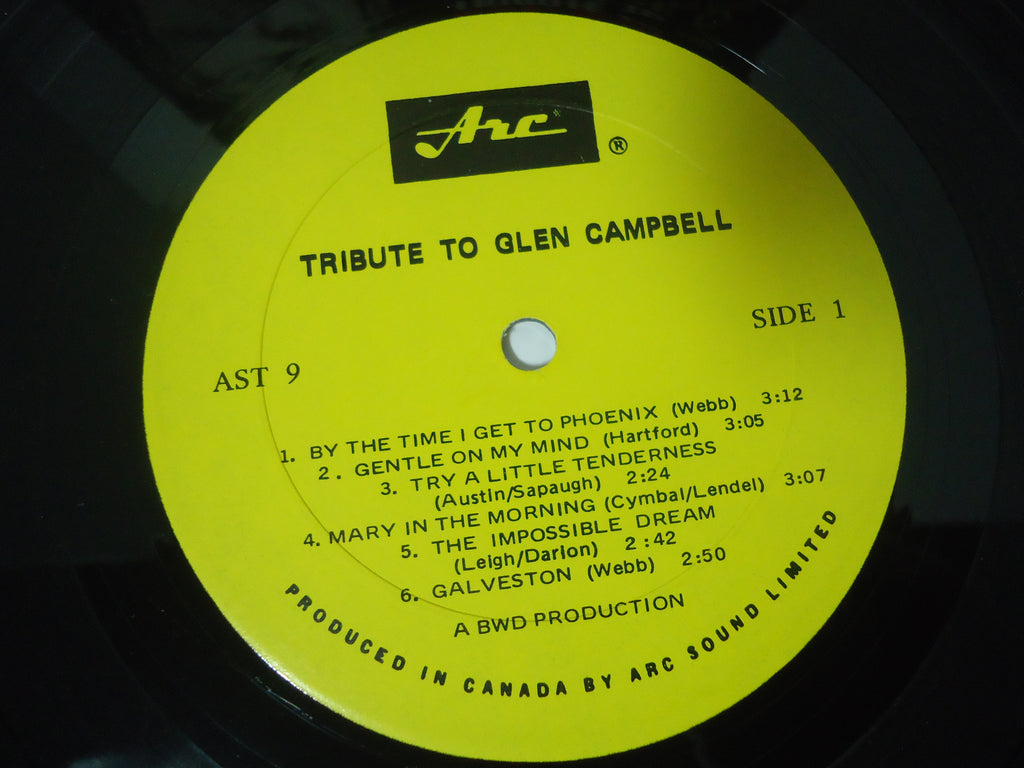 Arc ®
TRIBUTE TO GLEN CAMPBELL
SIDE 1
AST 9
1. BY THE TIME I GET TO PHOENIX (Webb) 3:12
2. GENTLE ON MY MIND (Hartford) 3:05
3. TRY A LITTLE TENDERNESS
(Austin/Sapaugh) 2:24
4. MARY IN THE MORNING (Cymbal/Lendel) 3:07
5. THE IMPOSSIBLE DREAM
(Leigh/Darion) 2:42
6. GALVESTON (Webb) 2:50
A BWD PRODUCTION
PRODUCED IN CANADA BY ARC SOUND LIMITED